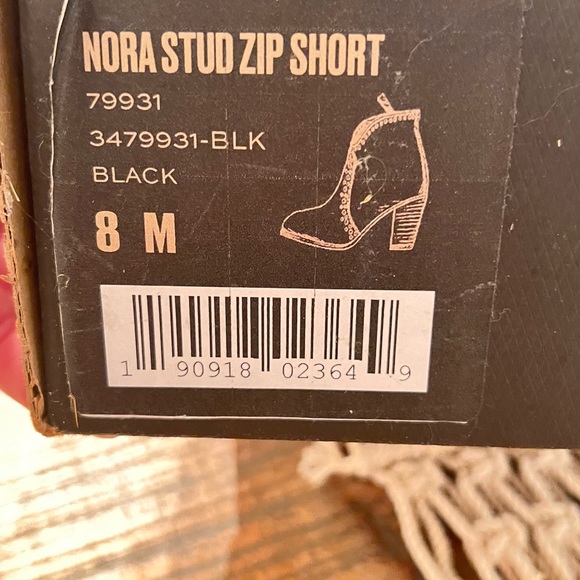 NORA STUD ZIP SHORT
79931
3479931-BLK
BLACK
8 M
1 90918 02364 9